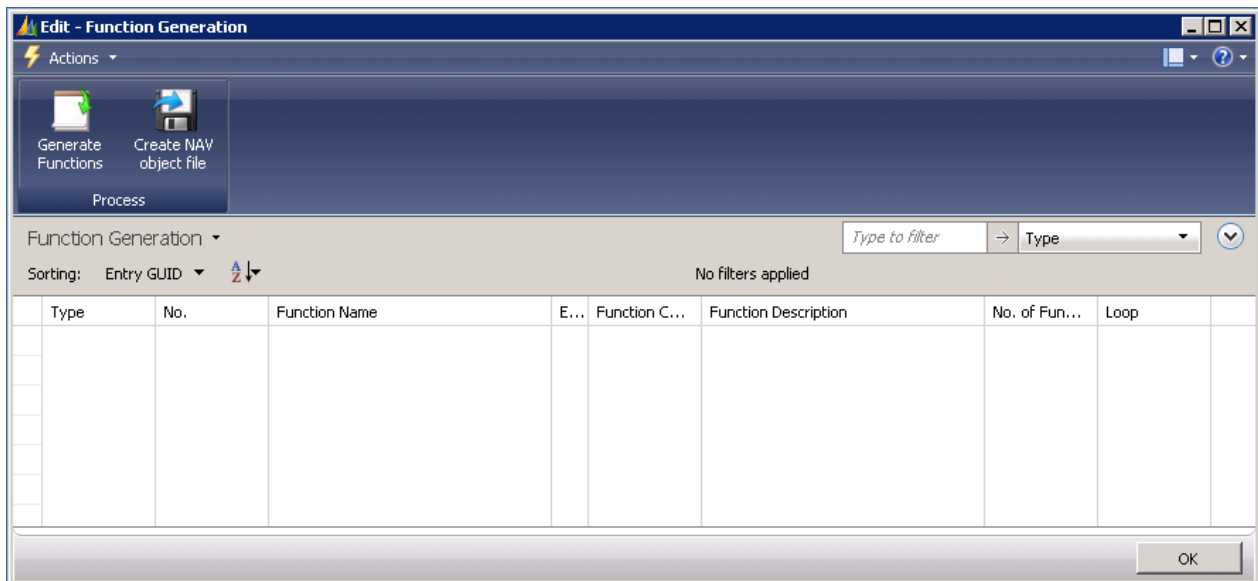 Edit - Function Generation
Actions
Generate Functions
Create NAV object file
Process
Function Generation
Type to filter
Type
Sorting: Entry GUID
No filters applied
Type No. Function Name E... Function C... Function Description No. of Fun... Loop
OK